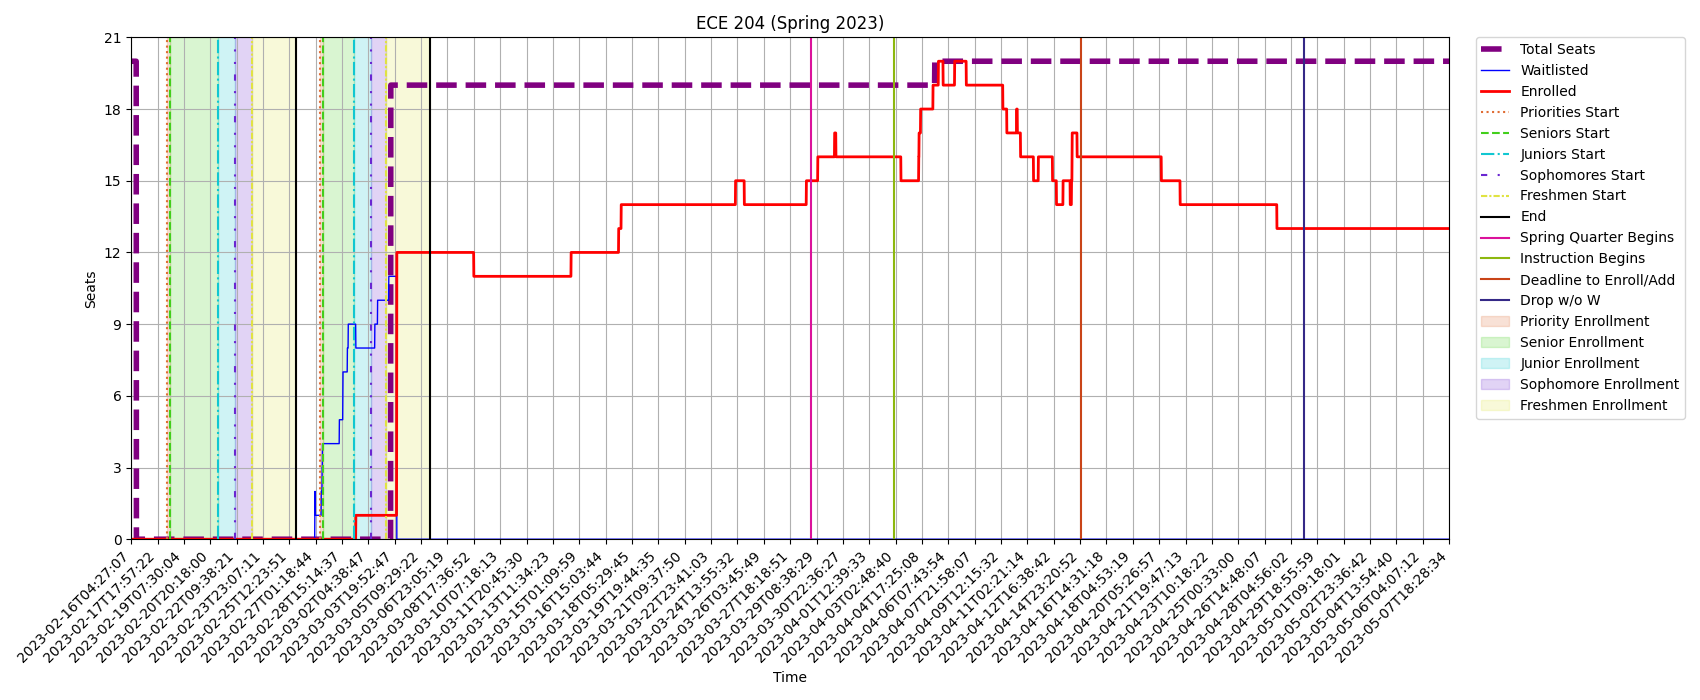 ECE 204 (Spring 2023)
21
18
15
12
9
6
3
0
Seats
2023-02-16T04:27:07
2023-02-17T17:57:22
2023-02-19T07:30:04
2023-02-20T20:18:00
2023-02-22T09:38:21
2023-02-23T23:07:11
2023-02-25T12:23:51
2023-02-27T01:18:44
2023-02-28T15:14:37
2023-03-02T04:38:47
2023-03-03T19:52:47
2023-03-05T09:29:22
2023-03-06T23:05:19
2023-03-08T17:36:52
2023-03-10T07:18:13
2023-03-11T20:45:30
2023-03-13T11:34:23
2023-03-15T01:09:59
2023-03-16T15:03:44
2023-03-18T05:29:45
2023-03-19T19:44:35
2023-03-21T09:37:50
2023-03-22T23:41:03
2023-03-24T13:55:32
2023-03-26T03:45:49
2023-03-27T18:18:51
2023-03-29T08:38:29
2023-03-30T22:36:27
2023-04-01T12:39:33
2023-04-03T02:48:40
2023-04-04T17:25:08
2023-04-06T07:43:54
2023-04-07T21:58:07
2023-04-09T12:15:32
2023-04-11T02:21:14
2023-04-12T16:38:42
2023-04-14T23:20:52
2023-04-16T14:31:18
2023-04-18T04:53:19
2023-04-20T05:26:57
2023-04-21T19:47:13
2023-04-23T10:18:22
2023-04-25T00:33:00
2023-04-26T14:48:07
2023-04-28T04:56:02
2023-04-29T18:55:59
2023-05-01T09:18:01
2023-05-02T23:36:42
2023-05-04T13:54:40
2023-05-06T04:07:12
2023-05-07T18:28:34
Time
Total Seats
Waitlisted
Enrolled
Priorities Start
Seniors Start
Juniors Start
Sophomores Start
Freshmen Start
End
Spring Quarter Begins
Instruction Begins
Deadline to Enroll/Add
Drop w/o W
Priority Enrollment
Senior Enrollment
Junior Enrollment
Sophomore Enrollment
Freshmen Enrollment